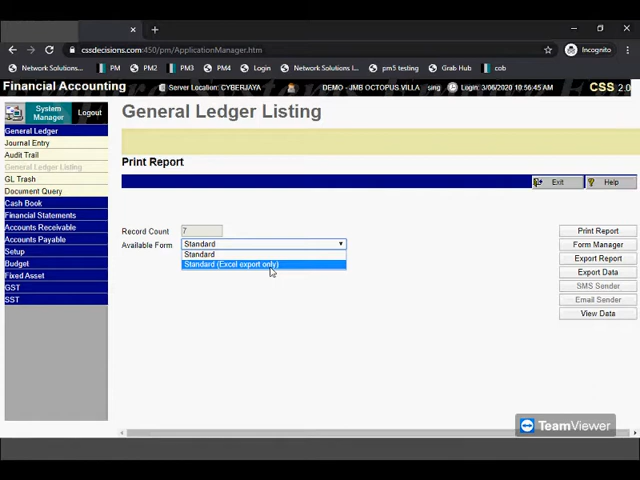 cssdecisions.com:450/pm/ApplicationManager.htm
Incognito
Network Solutions...
PM
PM2
PM3
PM4
Login
Network Solutions I...
pm5 testing
Grab Hub
cob
Financial Accounting
Server Location: CYBERJAYA
DEMO - JMB OCTOPUS VILLA
sing
Login: 3/06/2020 10:56:45 AM
CSS 2.0
System Manager
Logout
General Ledger
Journal Entry
Audit Trail
General Ledger Listing
GL Trash
Document Query
Cash Book
Financial Statements
Accounts Receivable
Accounts Payable
Setup
Budget
Fixed Asset
GST
SST
General Ledger Listing
Print Report
Exit
Help
Record Count 7
Available Form Standard
Standard
Standard (Excel export only)
Print Report
Form Manager
Export Report
Export Data
SMS Sender
Email Sender
View Data
TeamViewer